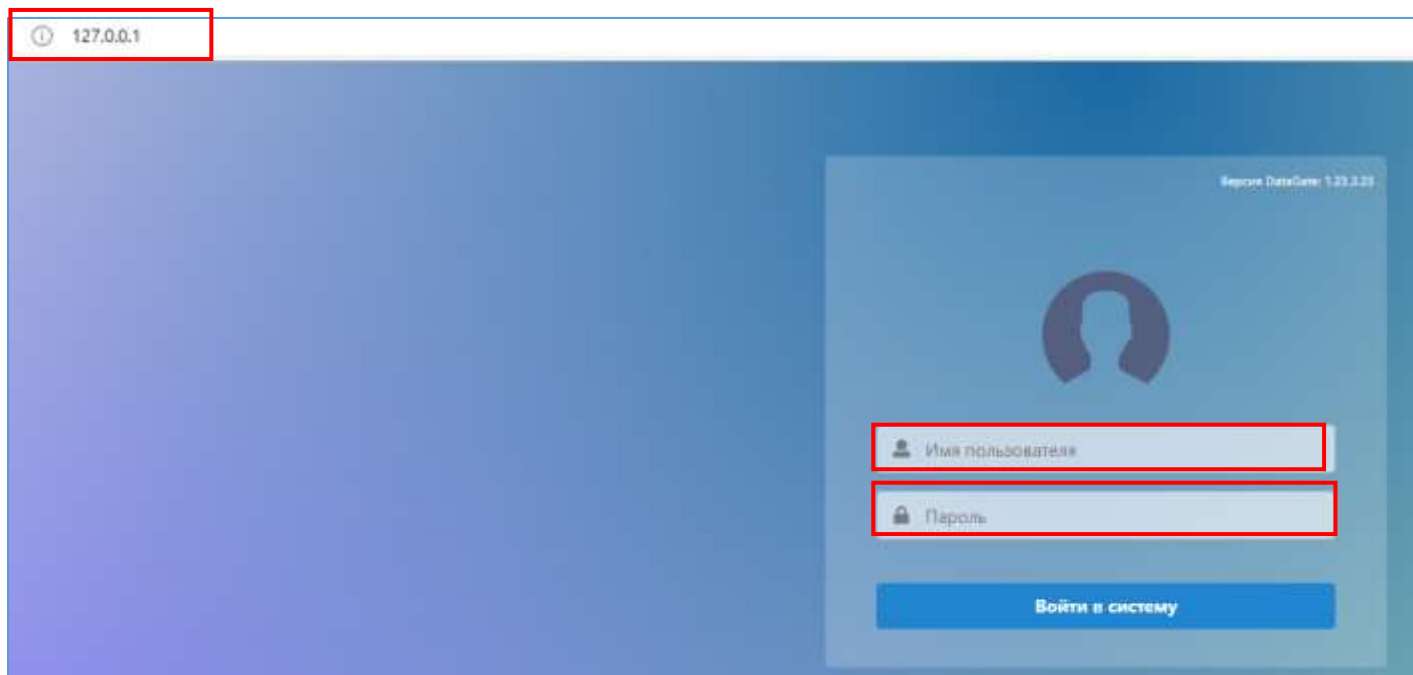 127.0.0.1
Версия DataGate: 1.23.3.23
Имя пользователя
Пароль
Войти в систему